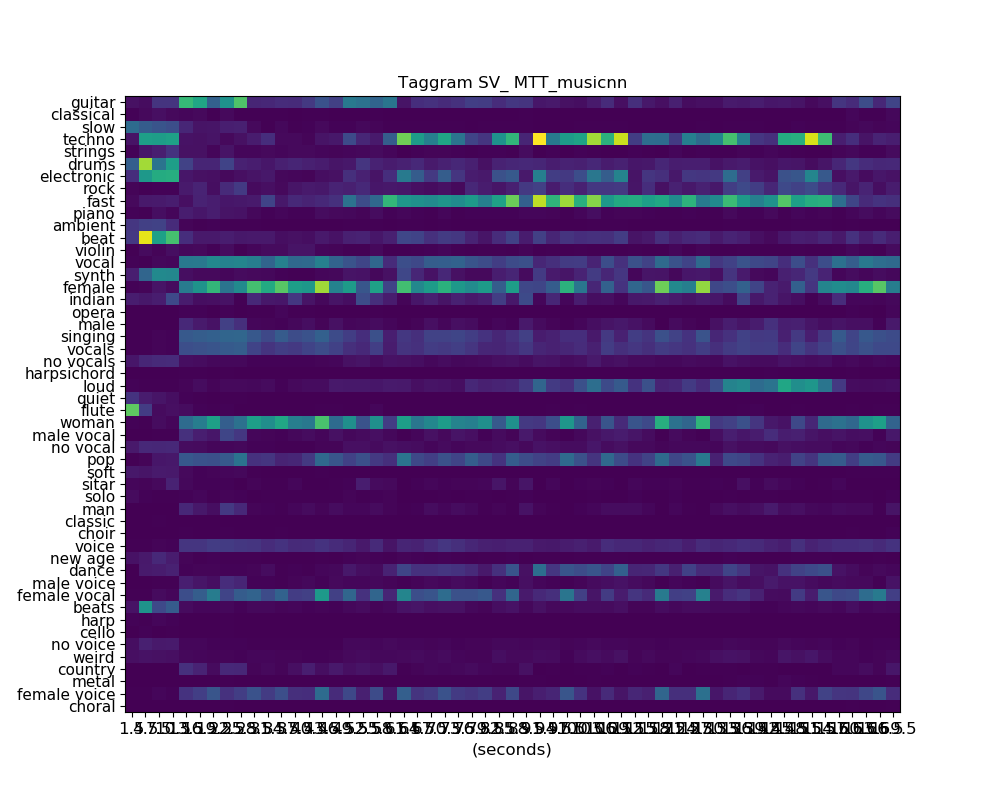 Taggram SV_ MTT_musicnn
guitar
classical
slow
techno
strings
drums
electronic
rock
fast
piano
ambient
beat
violin
vocal
synth
female
indian
opera
male
singing
vocals
no vocals
harpsichord
loud
quiet
flute
woman
male vocal
no vocal
pop
soft
sitar
solo
man
classic
choir
voice
new age
dance
male voice
female vocal
beats
harp
cello
no voice
weird
country
metal
female voice
choral
(seconds)